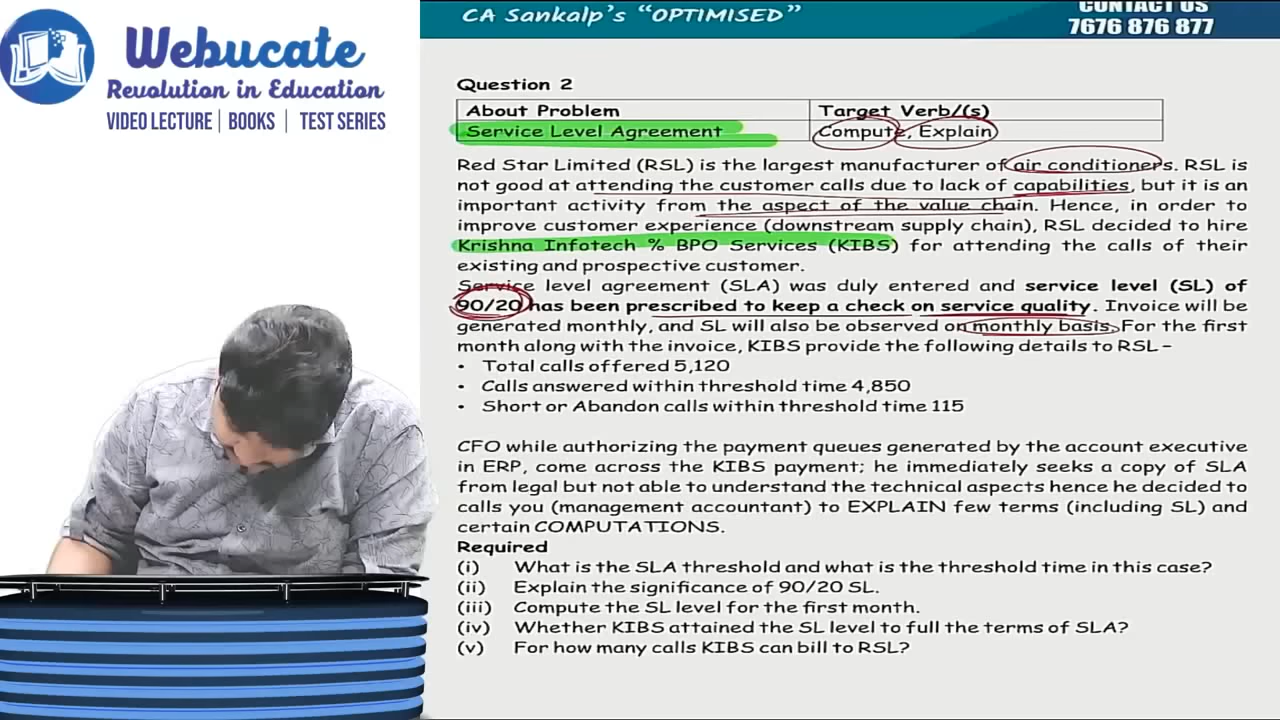 Webucate
Revolution in Education
VIDEO LECTURE | BOOKS | TEST SERIES
CA Sankalp's "OPTIMISED"
CONTACT US
7676 876 877
Question 2
About Problem Target Verb/(s)
Service Level Agreement Compute, Explain
Red Star Limited (RSL) is the largest manufacturer of air conditioners. RSL is
not good at attending the customer calls due to lack of capabilities, but it is an
important activity from the aspect of the value chain. Hence, in order to
improve customer experience (downstream supply chain), RSL decided to hire
Krishna Infotech % BPO Services (KIBS) for attending the calls of their
existing and prospective customer.
Service level agreement (SLA) was duly entered and service level (SL) of
90/20 has been prescribed to keep a check on service quality. Invoice will be
generated monthly, and SL will also be observed on monthly basis. For the first
month along with the invoice, KIBS provide the following details to RSL –
• Total calls offered 5,120
• Calls answered within threshold time 4,850
• Short or Abandon calls within threshold time 115
CFO while authorizing the payment queues generated by the account executive
in ERP, come across the KIBS payment; he immediately seeks a copy of SLA
from legal but not able to understand the technical aspects hence he decided to
calls you (management accountant) to EXPLAIN few terms (including SL) and
certain COMPUTATIONS.
Required
(i) What is the SLA threshold and what is the threshold time in this case?
(ii) Explain the significance of 90/20 SL.
(iii) Compute the SL level for the first month.
(iv) Whether KIBS attained the SL level to full the terms of SLA?
(v) For how many calls KIBS can bill to RSL?